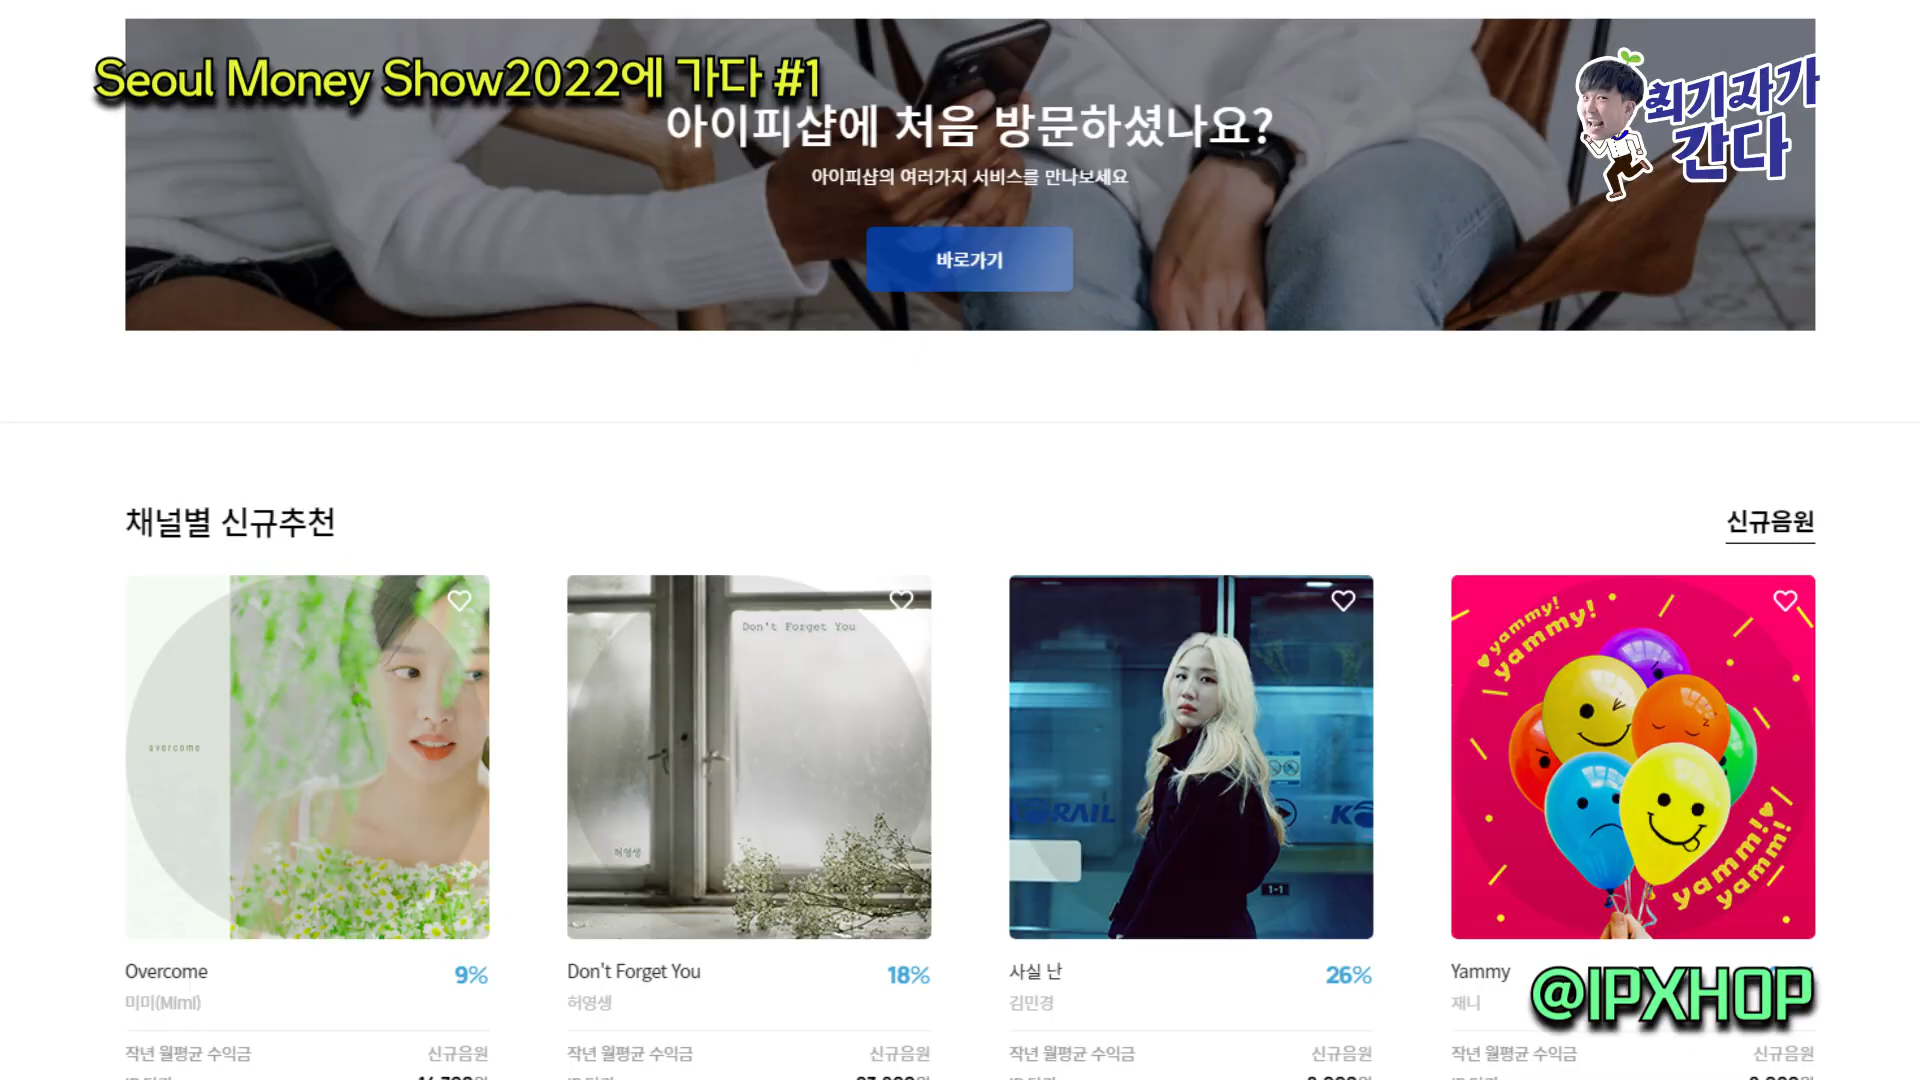 Seoul Money Show2022에 가다 #1
최기자가
간다
아이피샵에 처음 방문하셨나요?
아이피샵의 여러가지 서비스를 만나보세요
바로가기
채널별 신규추천
신규음원
overcome
Don't Forget You
허영생
RAIL
K
1-1
yammy!
yammy!
yammy!
yammy!
Overcome
9%
미미(Mimi)
작년 월평균 수익금
신규음원
Don't Forget You
18%
허영생
작년 월평균 수익금
신규음원
사실 난
26%
김민경
작년 월평균 수익금
신규음원
Yammy
재니
작년 월평균 수익금
신규음원
@IPXHOP